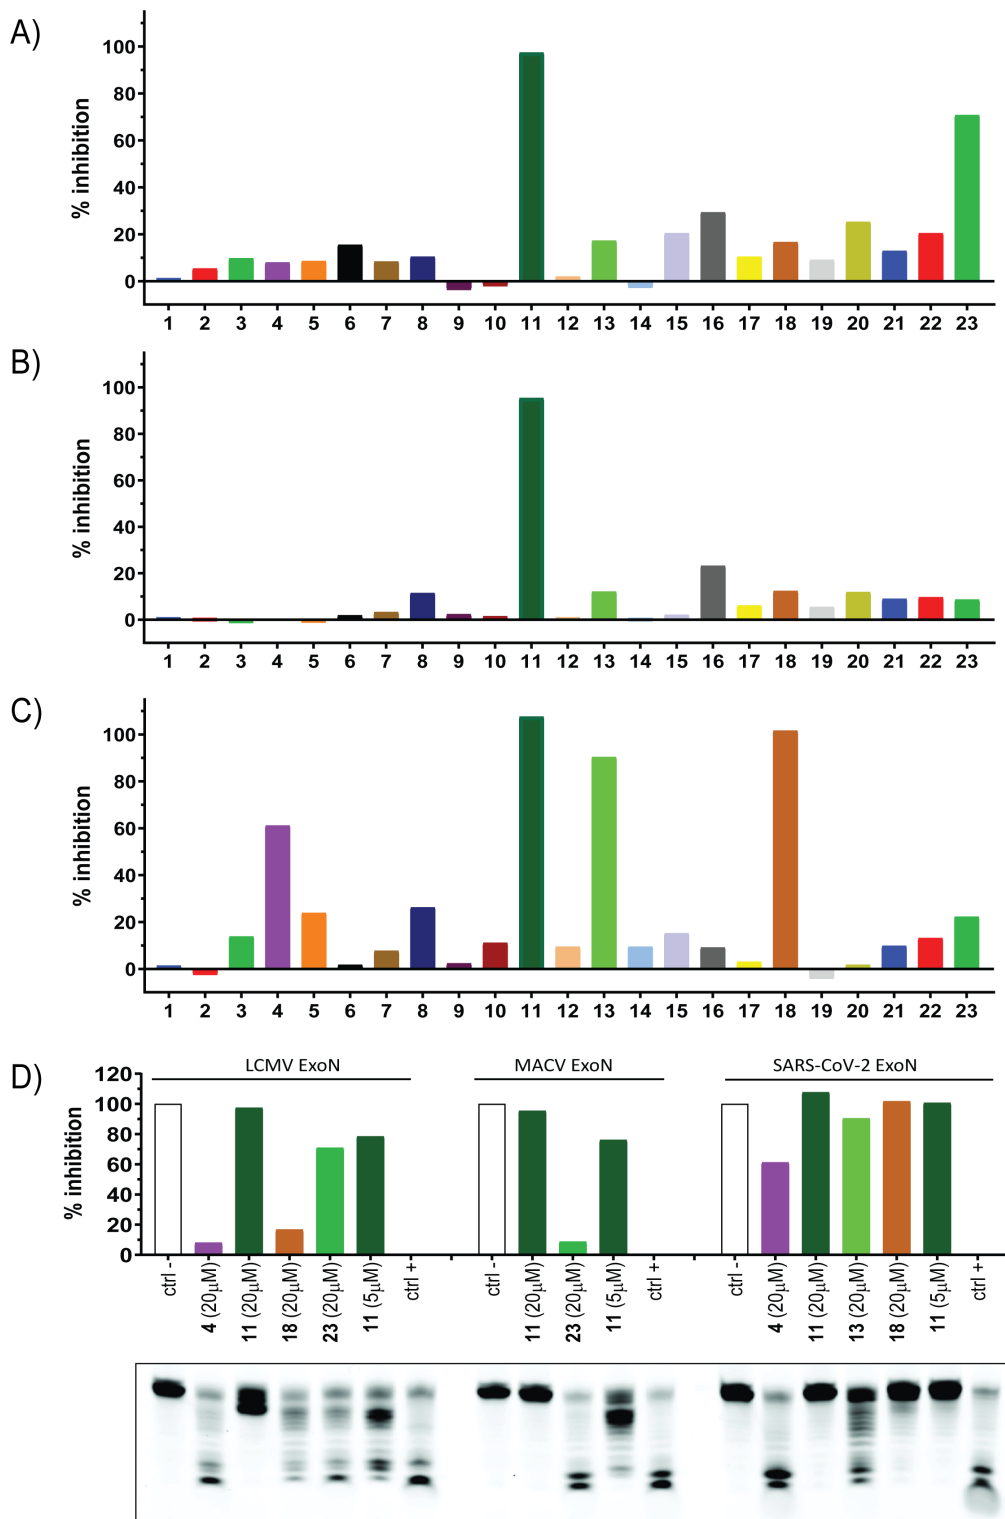 A)
% inhibition
100
80
60
40
20
0
1 2 3 4 5 6 7 8 9 10 11 12 13 14 15 16 17 18 19 20 21 22 23
B)
% inhibition
100
80
60
40
20
0
1 2 3 4 5 6 7 8 9 10 11 12 13 14 15 16 17 18 19 20 21 22 23
C)
% inhibition
100
80
60
40
20
0
1 2 3 4 5 6 7 8 9 10 11 12 13 14 15 16 17 18 19 20 21 22 23
D)
LCMV ExoN MACV ExoN SARS-CoV-2 ExoN
% inhibition
120
100
80
60
40
20
0
ctrl -
4 (20µM)
11 (20µM)
18 (20µM)
23 (20µM)
11 (5µM)
ctrl +
ctrl -
11 (20µM)
23 (20µM)
11 (5µM)
ctrl +
ctrl -
4 (20µM)
11 (20µM)
13 (20µM)
18 (20µM)
11 (5µM)
ctrl +